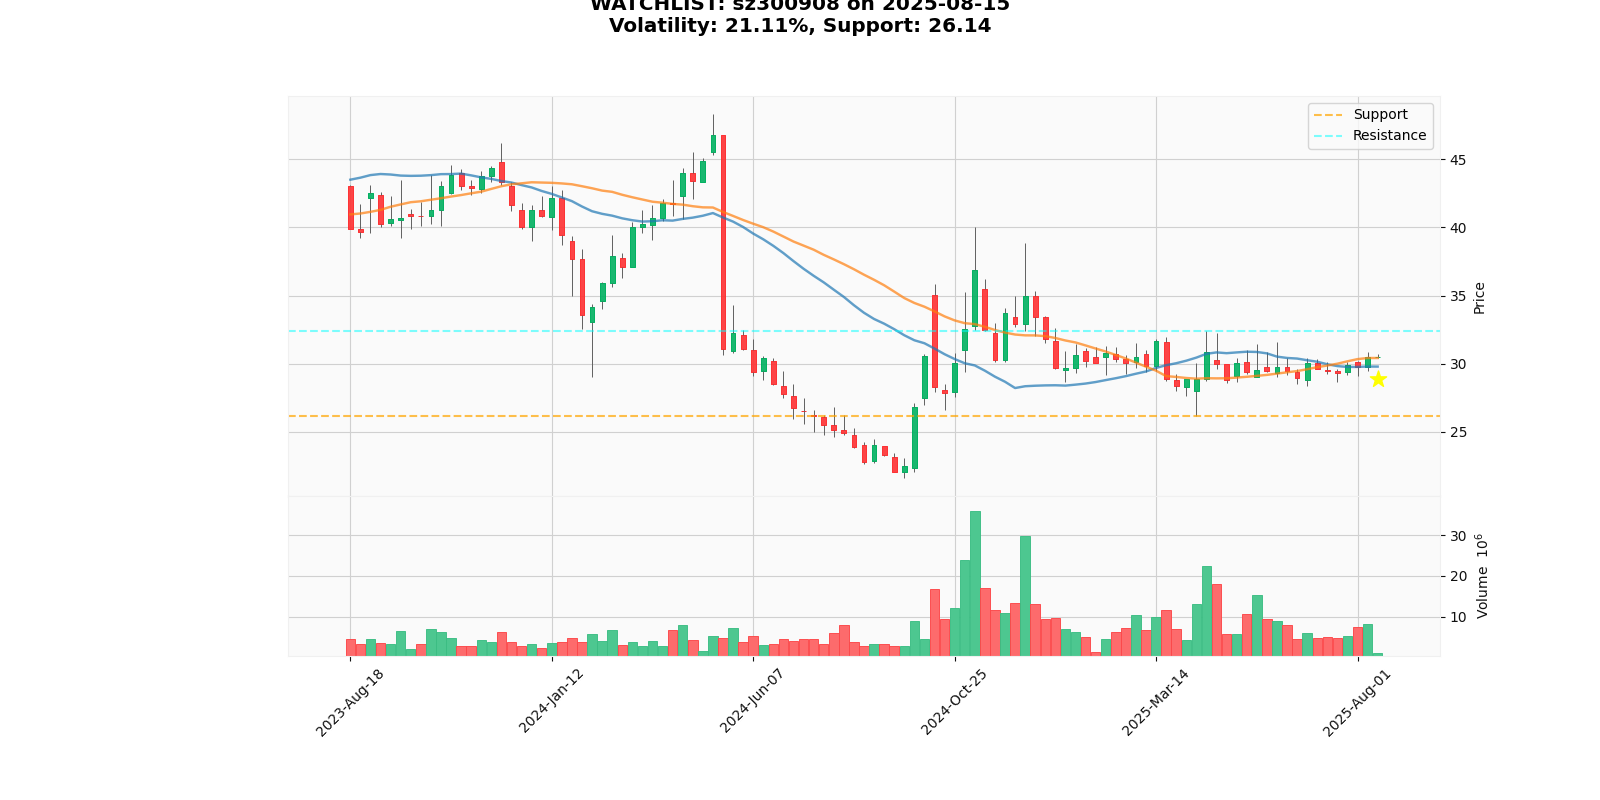 WATCHLIST: sz300908 on 2025-08-15
Volatility: 21.11%, Support: 26.14
Support
Resistance
45
40
35
30
25
Price
30
20
10
Volume 10⁶
2023-Aug-18
2024-Jan-12
2024-Jun-07
2024-Oct-25
2025-Mar-14
2025-Aug-01